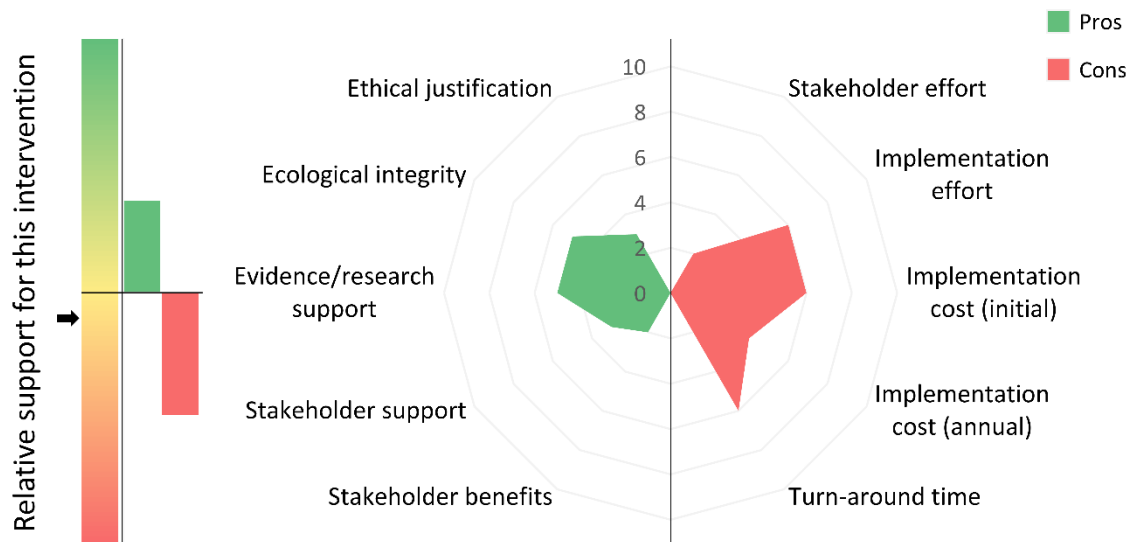 Relative support for this intervention
Pros
Cons
10
8
6
4
2
0
Ethical justification
Ecological integrity
Evidence/research
support
Stakeholder support
Stakeholder benefits
Stakeholder effort
Implementation
effort
Implementation
cost (initial)
Implementation
cost (annual)
Turn-around time